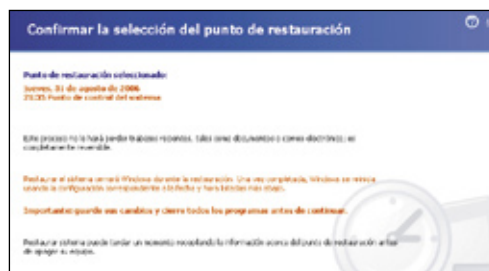 Confirmar la selección del punto de restauración
Punto de restauración seleccionado:
Jueves, 31 de agosto de 2006
Punto de control del sistema
Este proceso no le hará perder trabajos recientes, tales como documentos o correo electrónico; es
completamente reversible.
Restaurar el sistema cerrará Windows durante la restauración. Una vez completada, Windows se reinicia
usando la configuración correspondiente a la fecha y hora listadas más abajo.
Importante: guarde sus cambios y cierre todos los programas antes de continuar.
Restaurar sistema puede tardar un momento recopilando la información acerca del punto de restauración antes
de apagar su equipo.